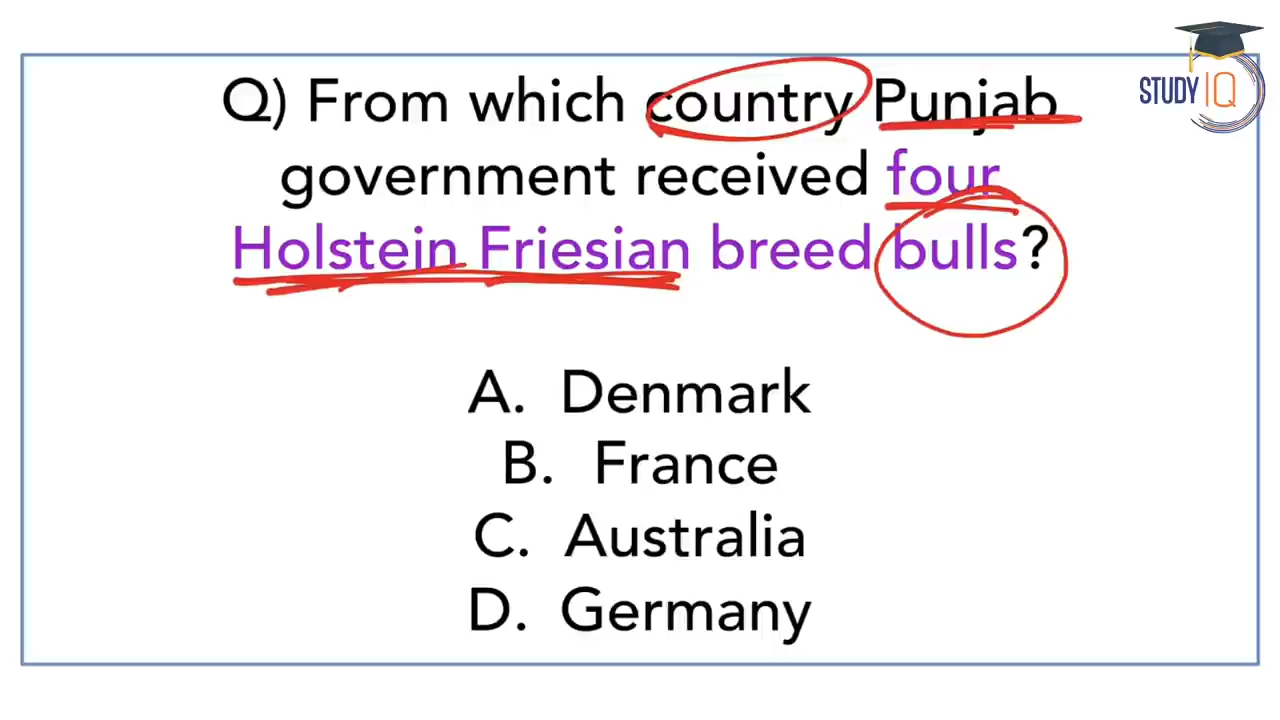 STUDY IQ
Q) From which country Punjab
government received four
Holstein Friesian breed bulls?
A. Denmark
B. France
C. Australia
D. Germany